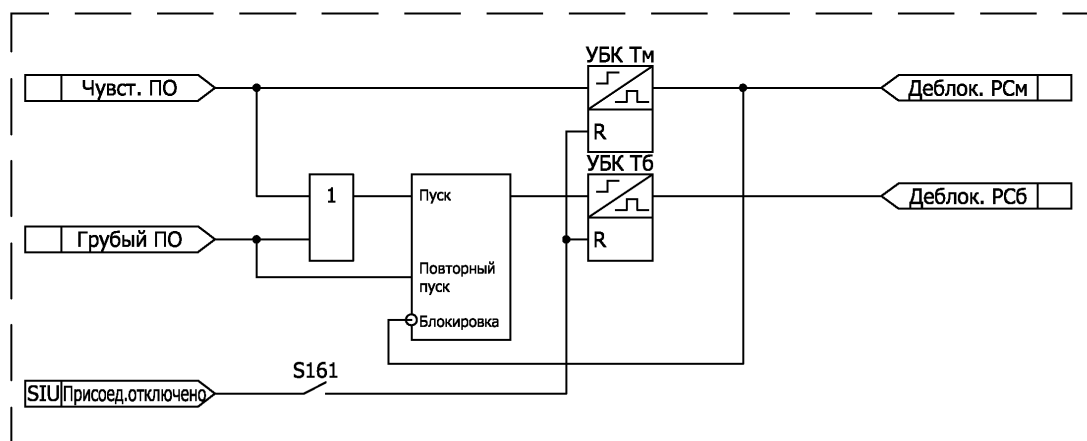 УБК Тм
Чувст. ПО
Деблок. РСм
R
УБК Тб
1
Пуск
Деблок. РСб
Грубый ПО
R
Повторный
пуск
Блокировка
S161
SIU Присоед.отключено